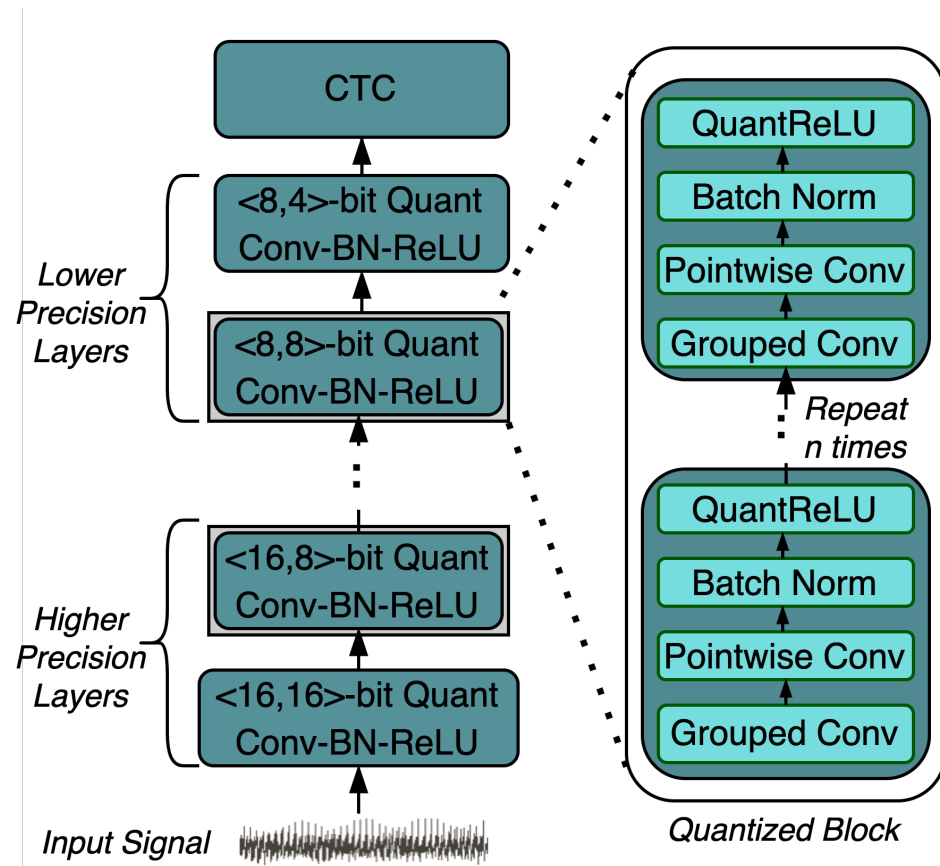 CTC
<8,4>-bit Quant
Conv-BN-ReLU
Lower
Precision
Layers
<8,8>-bit Quant
Conv-BN-ReLU
<16,8>-bit Quant
Conv-BN-ReLU
Higher
Precision
Layers
<16,16>-bit Quant
Conv-BN-ReLU
Input Signal
QuantReLU
Batch Norm
Pointwise Conv
Grouped Conv
Repeat
n times
QuantReLU
Batch Norm
Pointwise Conv
Grouped Conv
Quantized Block